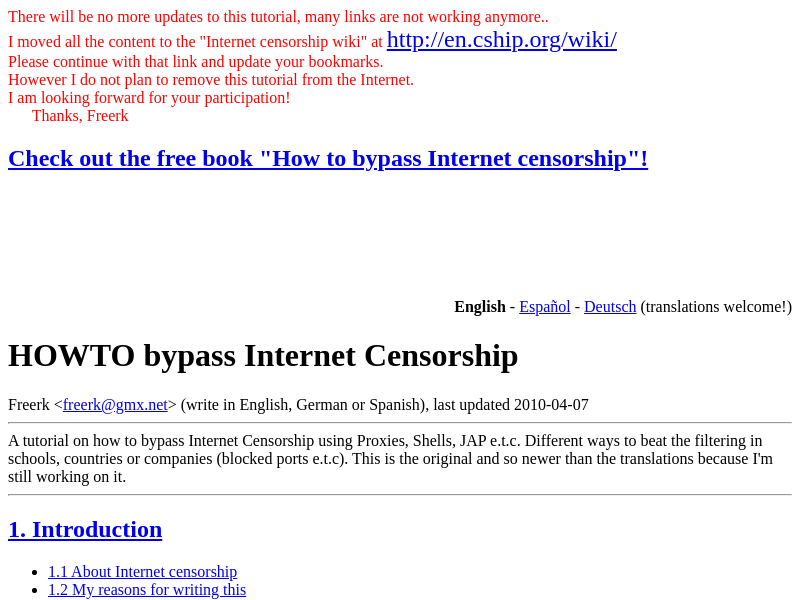 There will be no more updates to this tutorial, many links are not working anymore..
I moved all the content to the "Internet censorship wiki" at http://en.cship.org/wiki/
Please continue with that link and update your bookmarks.
However I do not plan to remove this tutorial from the Internet.
I am looking forward for your participation!
Thanks, Freerk
Check out the free book "How to bypass Internet censorship"!
English - Español - Deutsch (translations welcome!)
HOWTO bypass Internet Censorship
Freerk <freerk@gmx.net> (write in English, German or Spanish), last updated 2010-04-07
A tutorial on how to bypass Internet Censorship using Proxies, Shells, JAP e.t.c. Different ways to beat the filtering in
schools, countries or companies (blocked ports e.t.c). This is the original and so newer than the translations because I'm
still working on it.
1. Introduction
1.1 About Internet censorship
1.2 My reasons for writing this